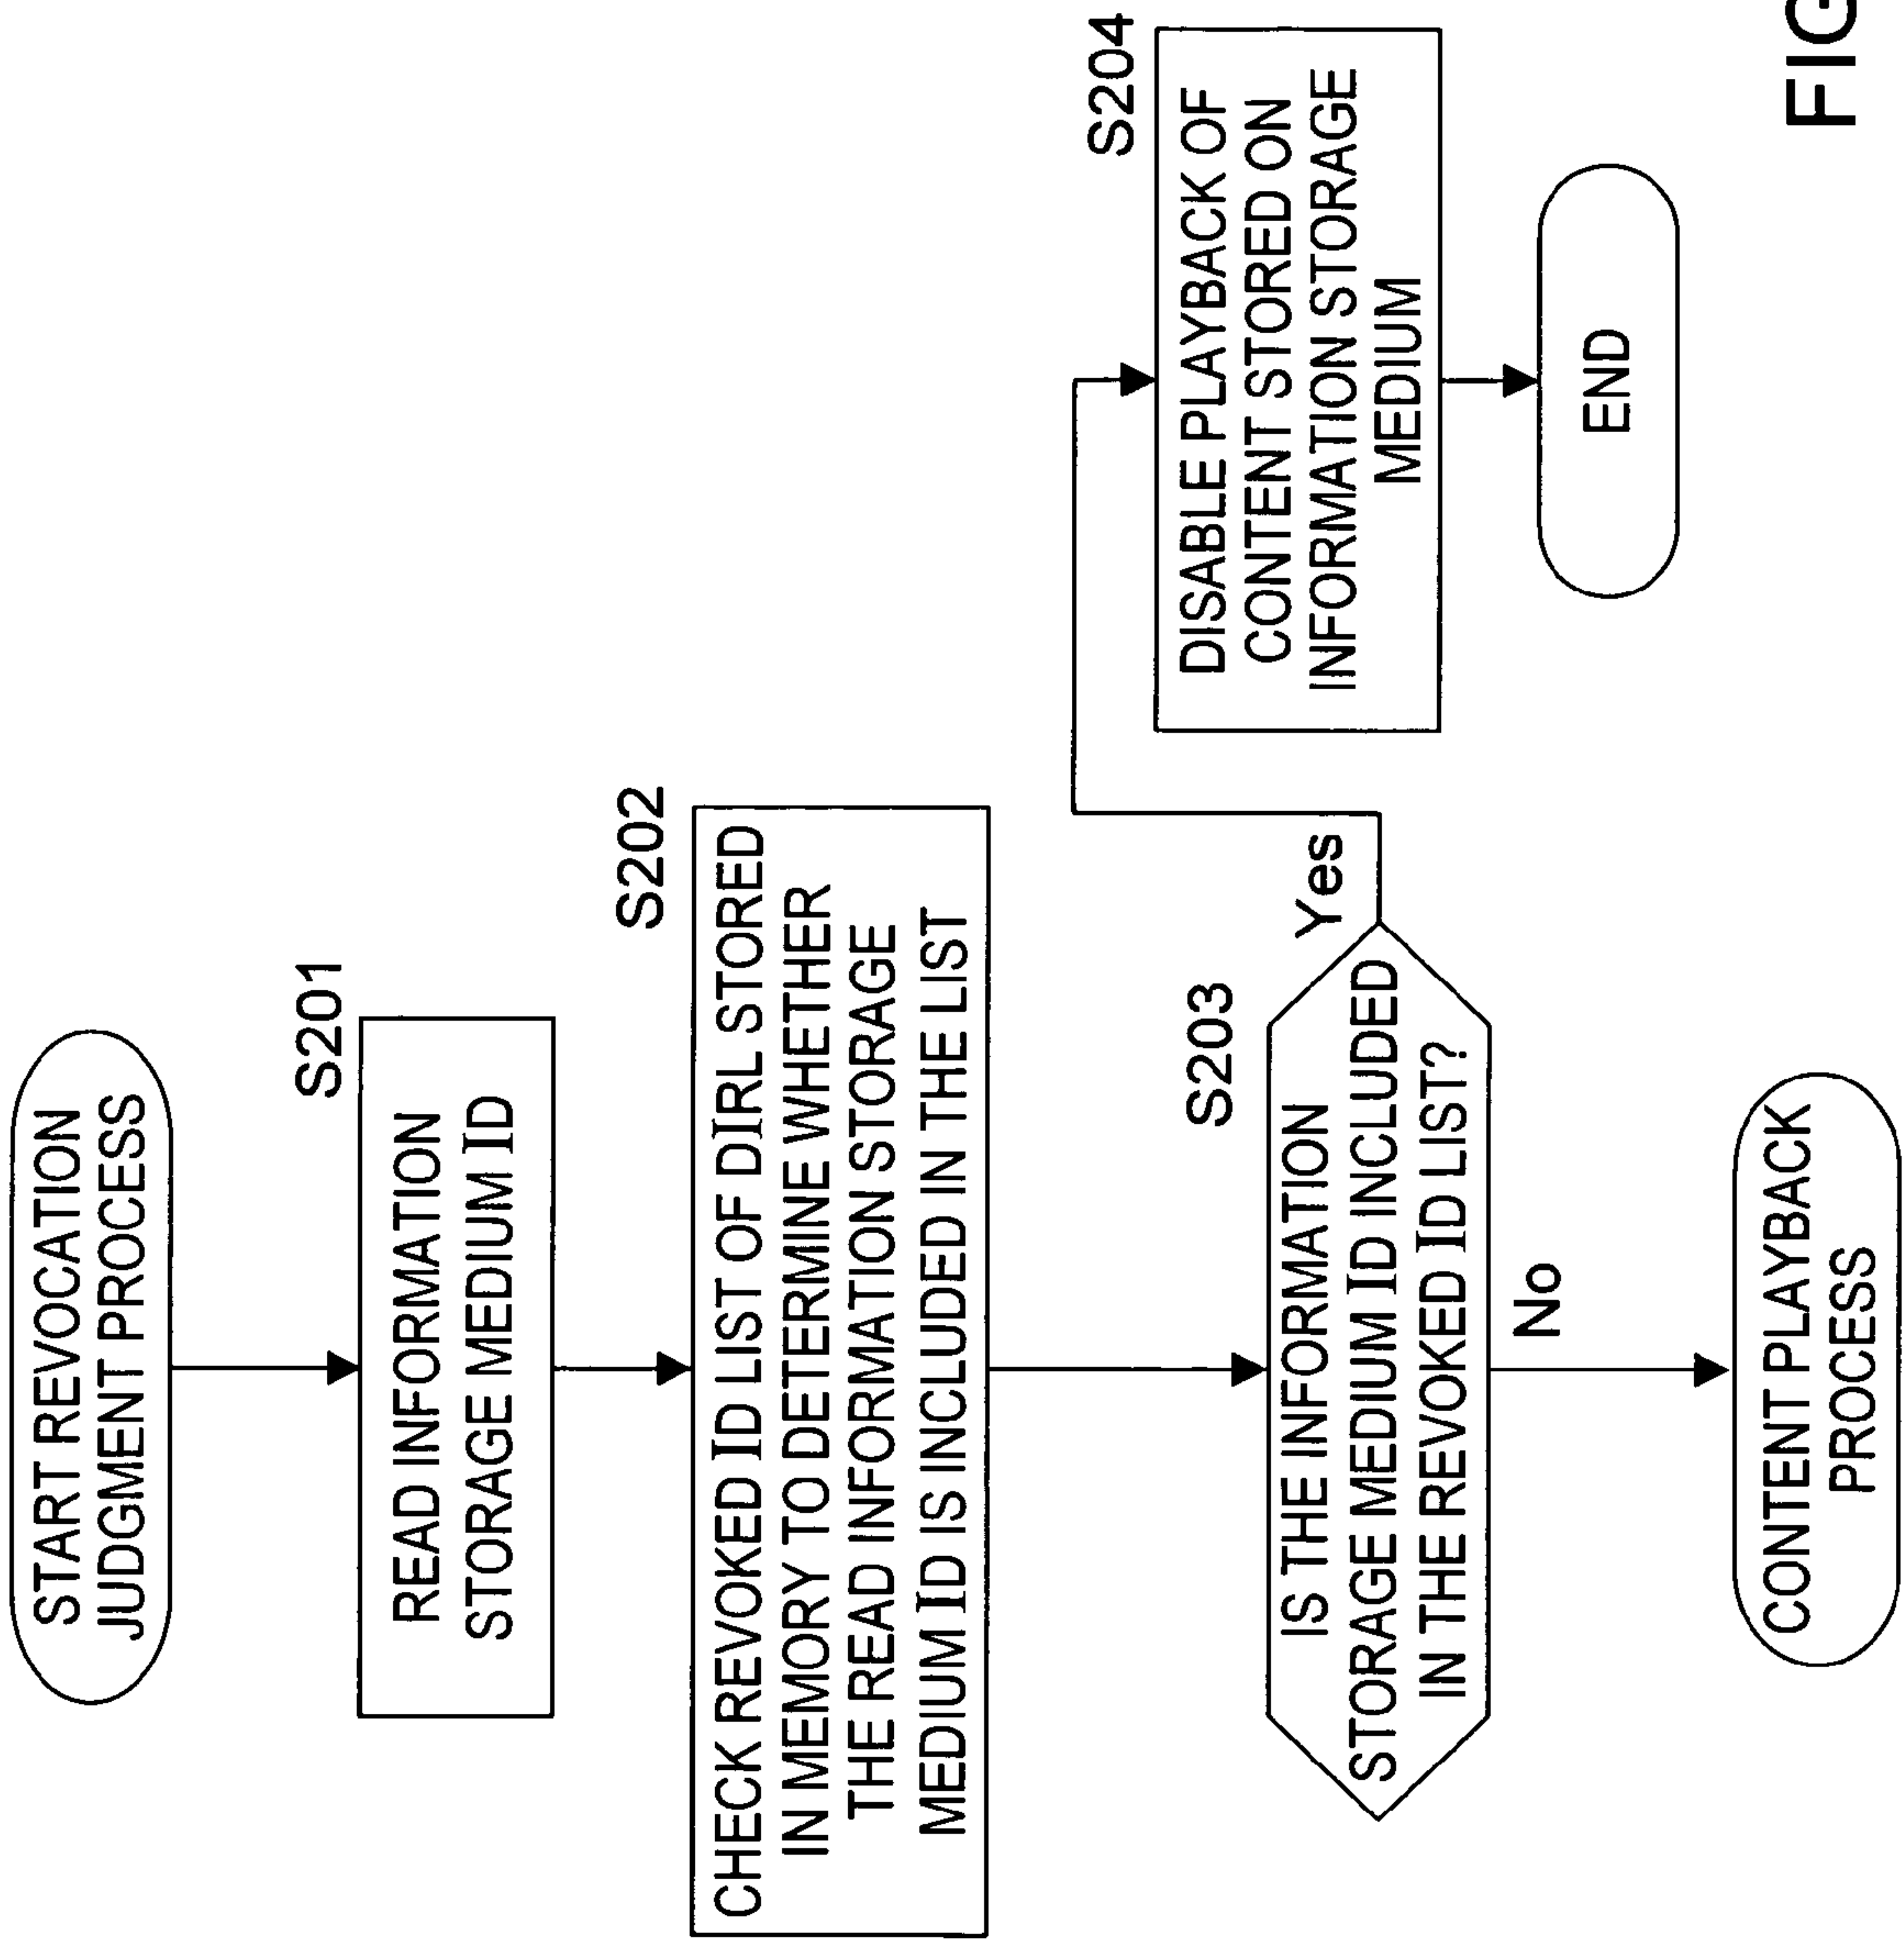 START REVOCATION
JUDGMENT PROCESS
S201
READ INFORMATION
STORAGE MEDIUM ID
S202
CHECK REVOKED ID LIST OF DIRL STORED
IN MEMORY TO DETERMINE WHETHER
THE READ INFORMATION STORAGE
MEDIUM ID IS INCLUDED IN THE LIST
S203
IS THE INFORMATION
STORAGE MEDIUM ID INCLUDED
IN THE REVOKED ID LIST?
Yes
No
S204
DISABLE PLAYBACK OF
CONTENT STORED ON
INFORMATION STORAGE
MEDIUM
END
CONTENT PLAYBACK
PROCESS
FIG